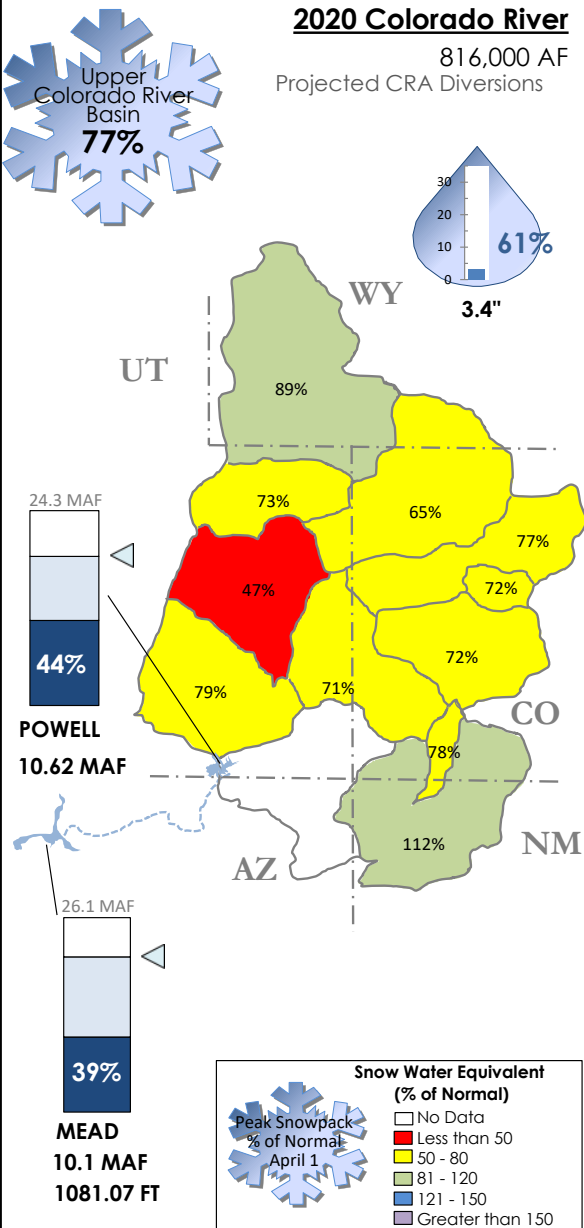 2020 Colorado River
816,000 AF
Projected CRA Diversions
Upper
Colorado River
Basin
77%
30
20
10
0
61%
3.4"
WY
UT
89%
73%
65%
77%
47%
72%
72%
79%
71%
CO
78%
112%
NM
AZ
24.3 MAF
44%
POWELL
10.62 MAF
26.1 MAF
39%
MEAD
10.1 MAF
1081.07 FT
Peak Snowpack
% of Normal
April 1
Snow Water Equivalent
(% of Normal)
No Data
Less than 50
50 - 80
81 - 120
121 - 150
Greater than 150